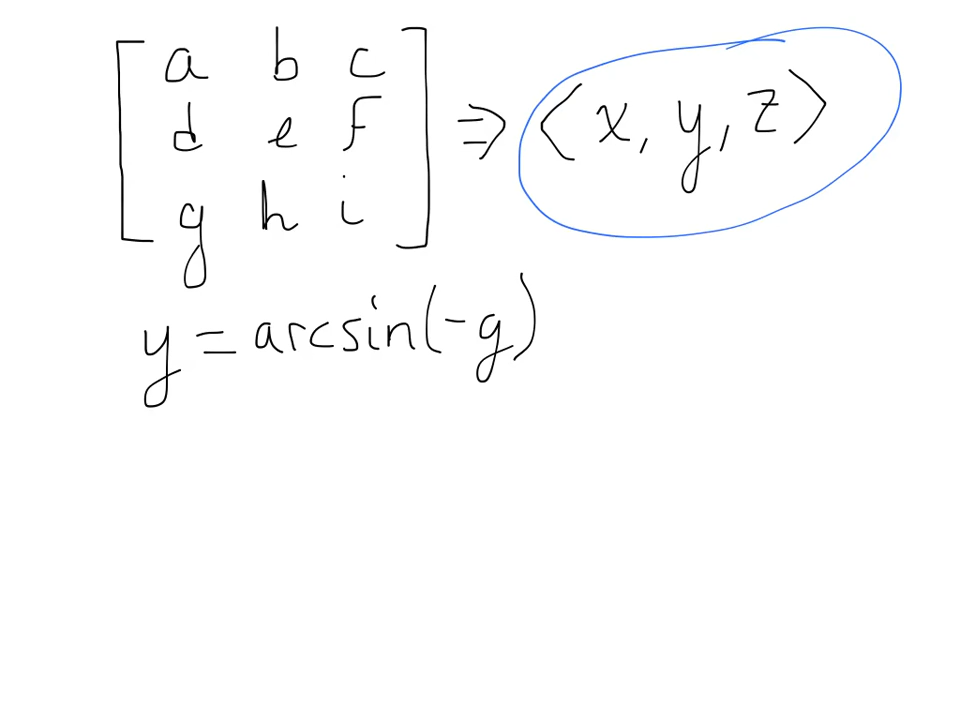 [ a b c
d e f
g h i ] ⇒ ⟨x, y, z⟩
y = arcsin(-g)